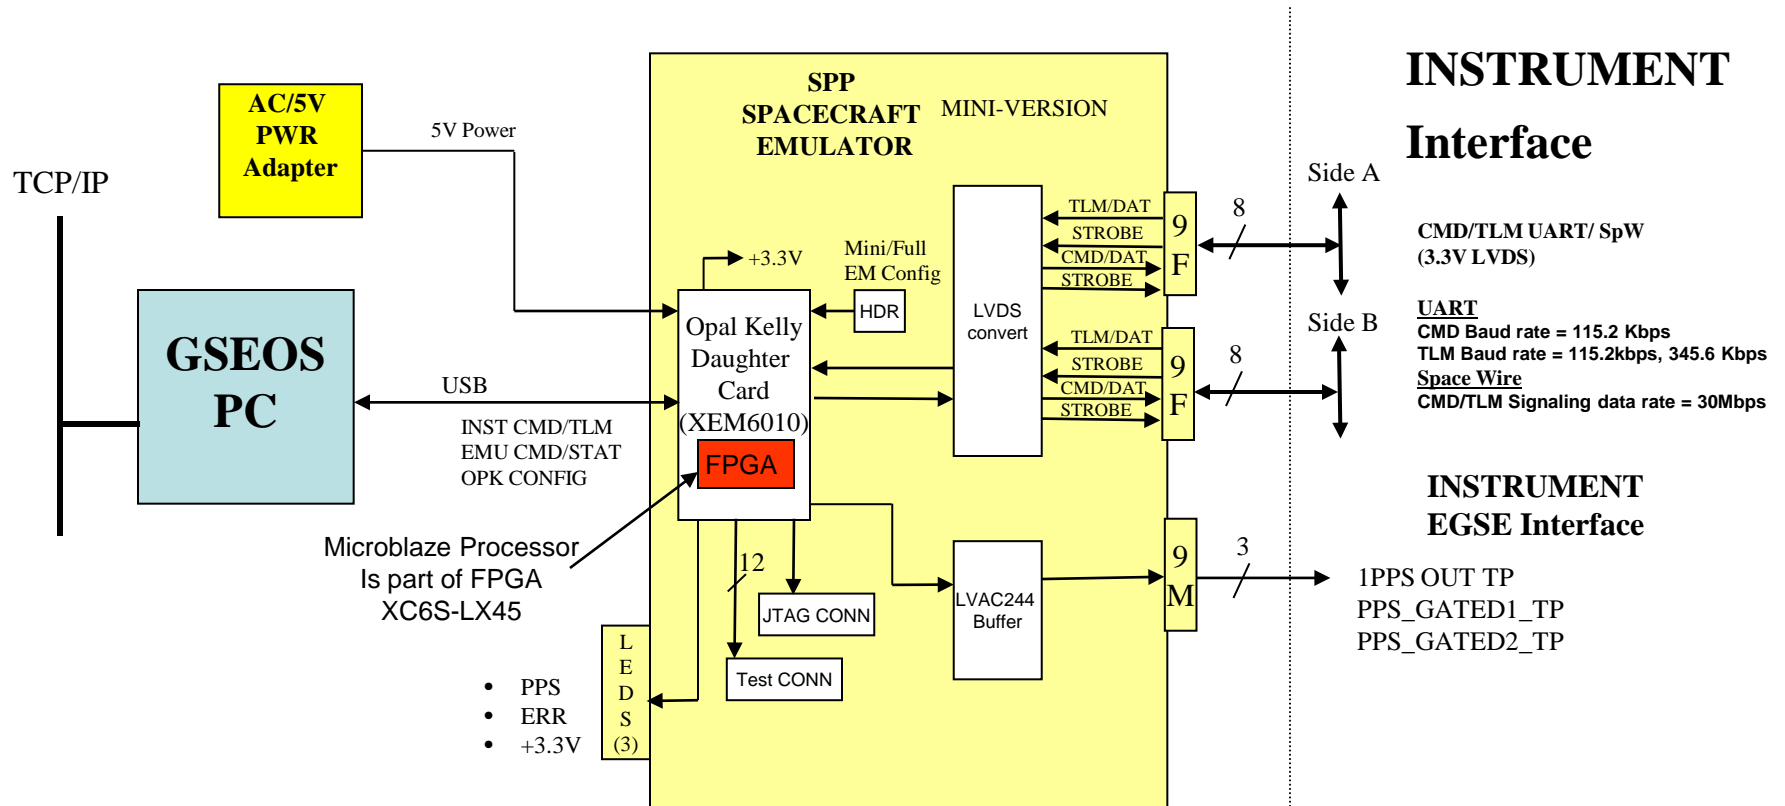 TCP/IP
AC/5V
PWR
Adapter
5V Power
GSEOS
PC
USB
INST CMD/TLM
EMU CMD/STAT
OPK CONFIG
Microblaze Processor
Is part of FPGA
XC6S-LX45
SPP
SPACECRAFT
EMULATOR
MINI-VERSION
+3.3V
Mini/Full
EM Config
HDR
Opal Kelly
Daughter
Card
(XEM6010)
FPGA
12
JTAG CONN
Test CONN
L
E
D
S
(3)
• PPS
• ERR
• +3.3V
LVDS
convert
TLM/DAT
STROBE
CMD/DAT
STROBE
9
F
8
TLM/DAT
STROBE
CMD/DAT
STROBE
9
F
8
LVAC244
Buffer
9
M
3
INSTRUMENT
Interface
Side A
Side B
CMD/TLM UART/ SpW
(3.3V LVDS)
UART
CMD Baud rate = 115.2 Kbps
TLM Baud rate = 115.2kbps, 345.6 Kbps
Space Wire
CMD/TLM Signaling data rate = 30Mbps
INSTRUMENT
EGSE Interface
1PPS OUT TP
PPS_GATED1_TP
PPS_GATED2_TP